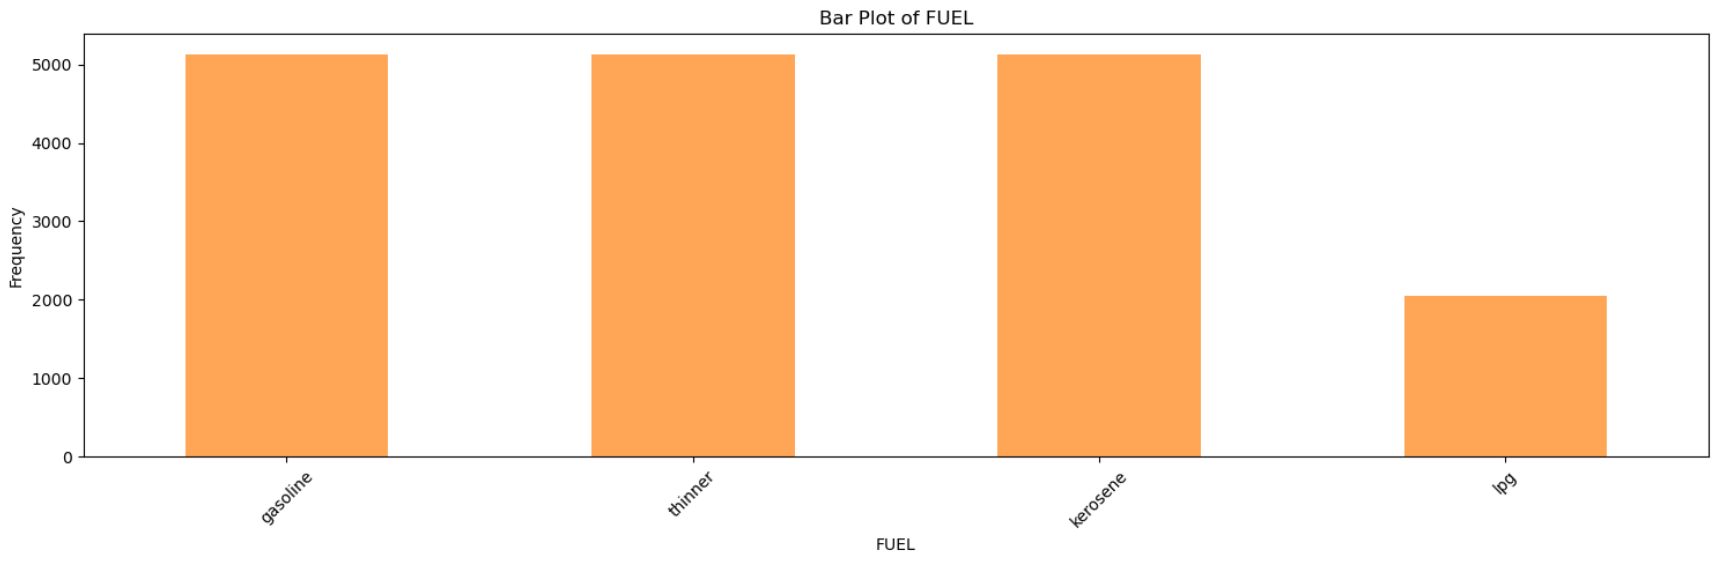 Bar Plot of FUEL
Frequency
5000
4000
3000
2000
1000
0
gasoline
thinner
kerosene
lpg
FUEL